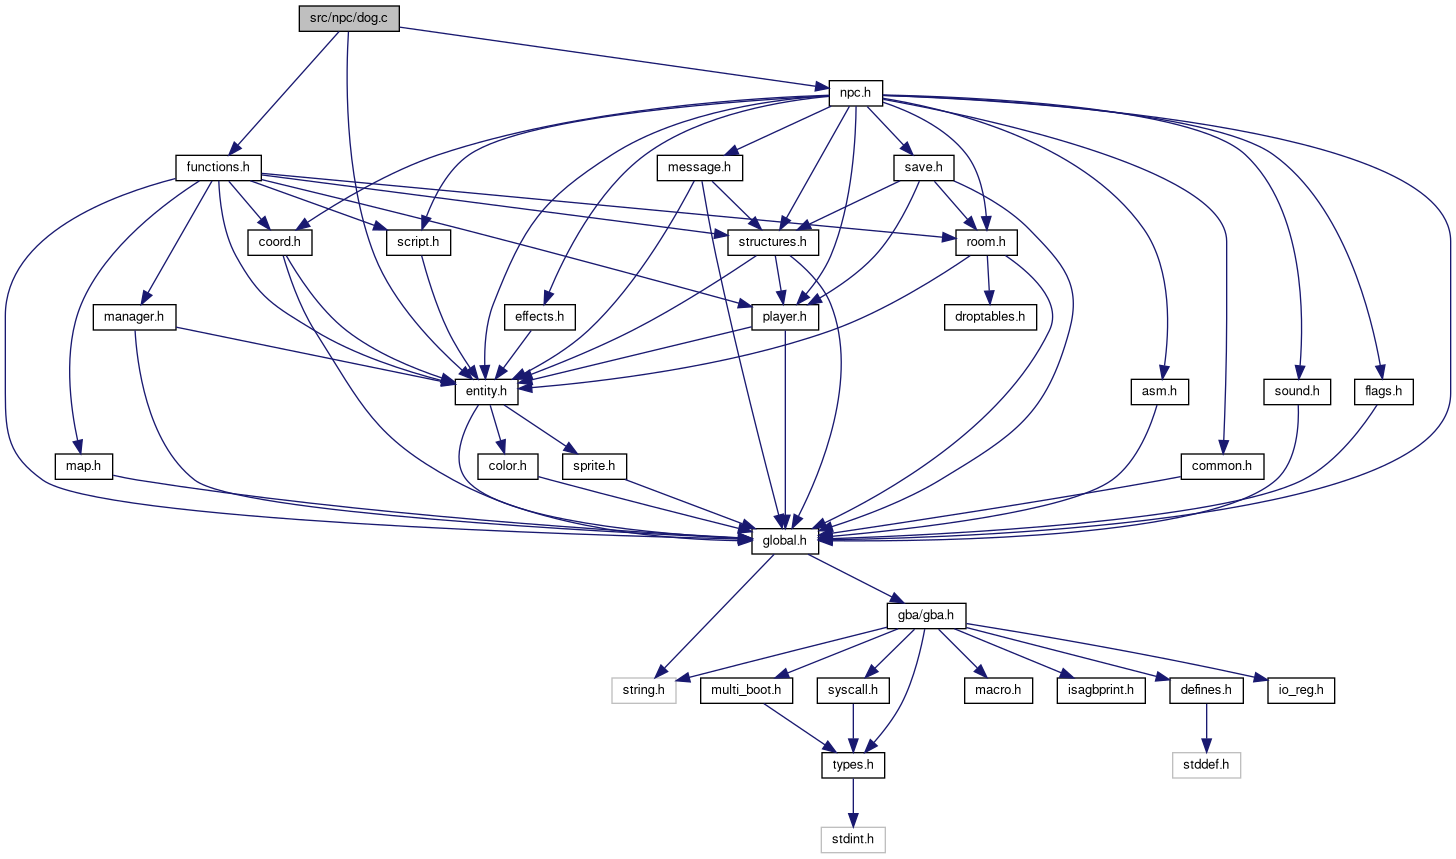 src/npc/dog.c
npc.h
functions.h
message.h
save.h
coord.h
script.h
structures.h
room.h
manager.h
effects.h
player.h
droptables.h
entity.h
asm.h
sound.h
flags.h
map.h
color.h
sprite.h
common.h
global.h
gba/gba.h
string.h
multi_boot.h
syscall.h
macro.h
isagbprint.h
defines.h
io_reg.h
types.h
stddef.h
stdint.h